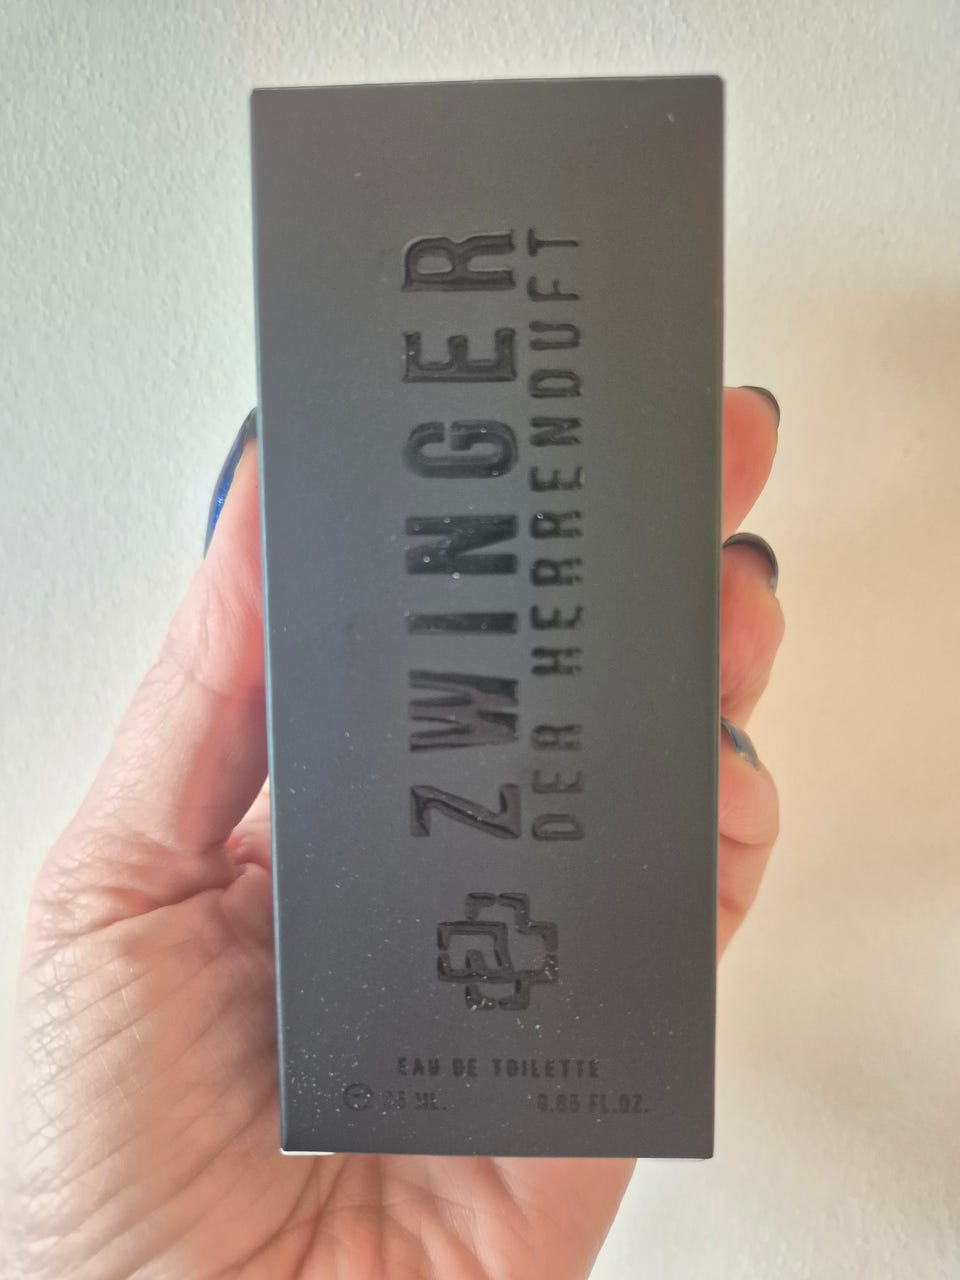 ZWINGER
DER HERRENDUFT
EAU DE TOILETTE
25 ML. 0.85 FL.OZ.